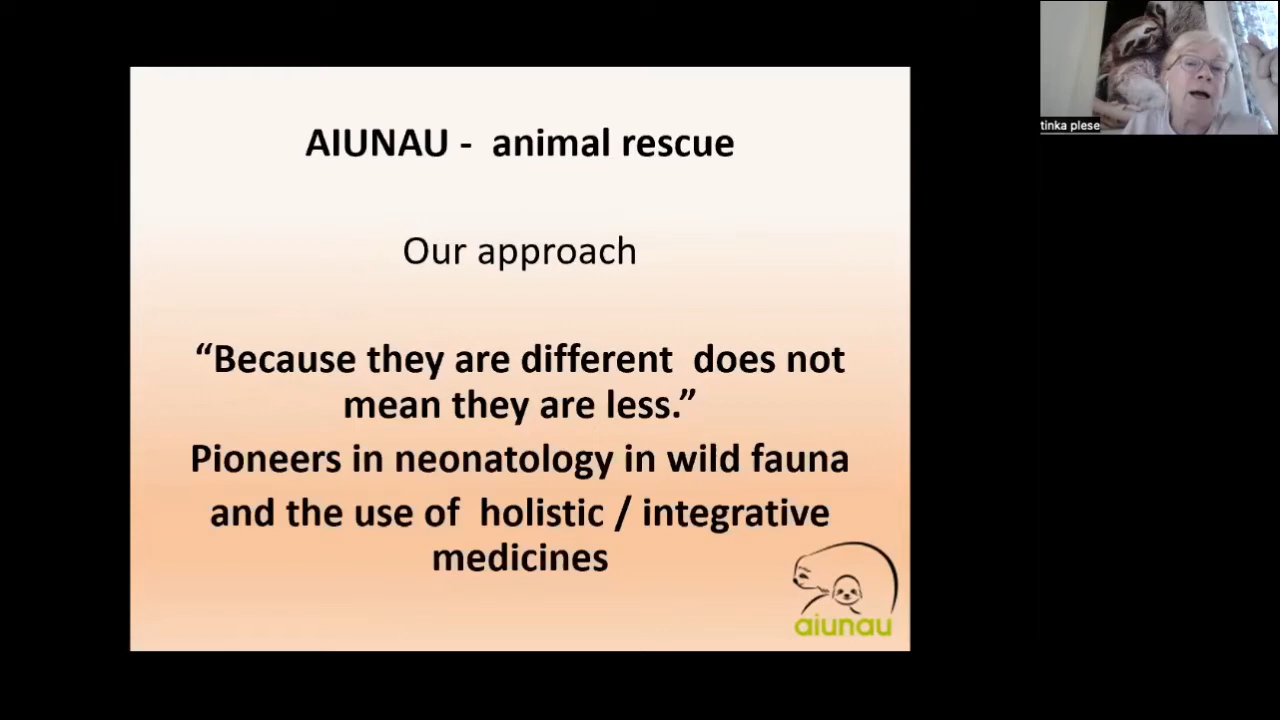 tinka plese
AIUNAU - animal rescue
Our approach
“Because they are different does not
mean they are less.”
Pioneers in neonatology in wild fauna
and the use of holistic / integrative
medicines
aiunau